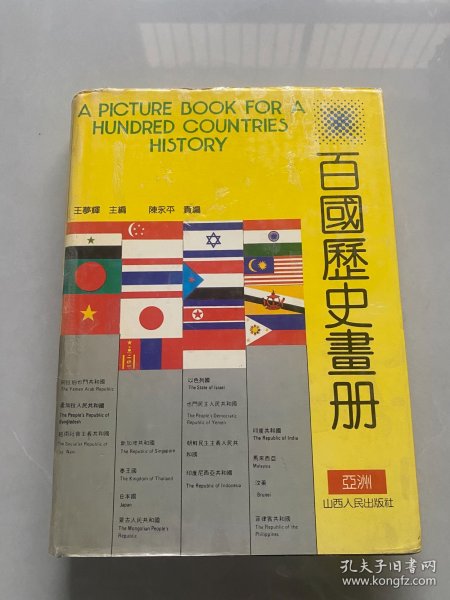 A PICTURE BOOK FOR A
HUNDRED COUNTRIES
HISTORY
百國歷史畫册
王夢輝 主編 陳永平 責編
阿拉伯也門共和國
The Yemen Arab Republic
孟加拉人民共和國
The People's Republic of
Bangladesh
越南社會主義共和國
The Socialist Republic of
Viet Nam
新加坡共和國
The Republic of Singapore
泰王國
The Kingdom of Thailand
日本國
Japan
蒙古人民共和國
The Mongolian People's
Republic
以色列國
The State of Israel
也門民主人民共和國
The People's Democratic
Republic of Yemen
朝鮮民主主義人民共
和國
印度尼西亞共和國
The Republic of Indonesia
印度共和國
The Republic of India
馬來西亞
Malaysia
汶萊
Brunei
菲律賓共和國
The Republic of the
Philippines
亞洲
山西人民出版社
孔夫子旧书网
www.kongfz.com